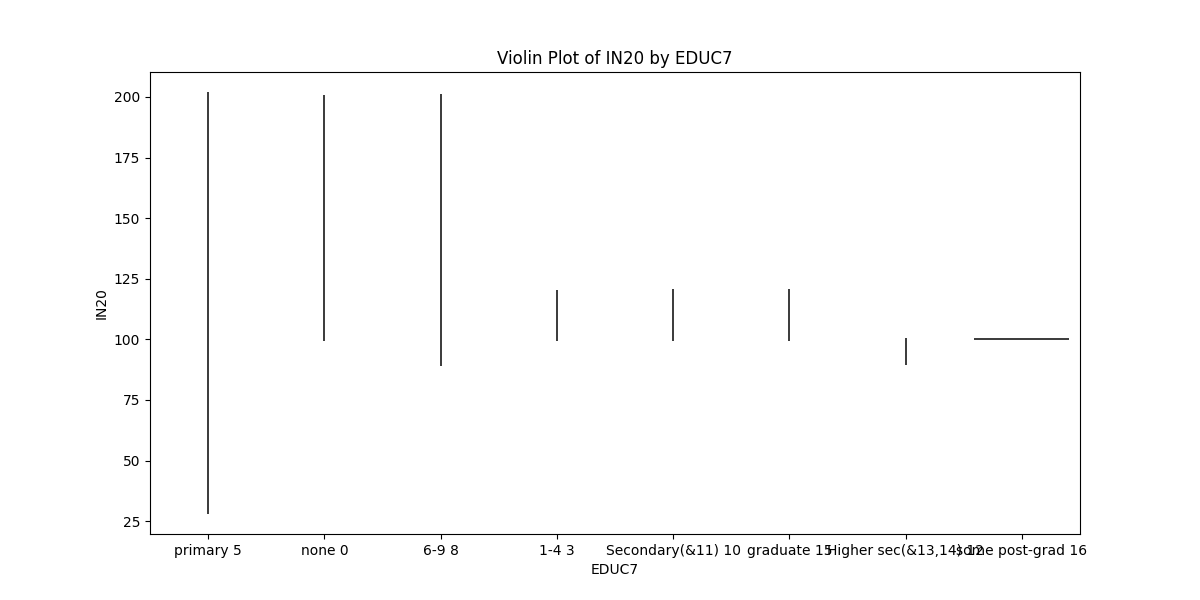 Violin Plot of IN20 by EDUC7
200
175
150
125
100
75
50
25
IN20
primary 5
none 0
6-9 8
1-4 3
Secondary(&11) 10
graduate 15
Higher sec(&13,14) 12
some post-grad 16
EDUC7